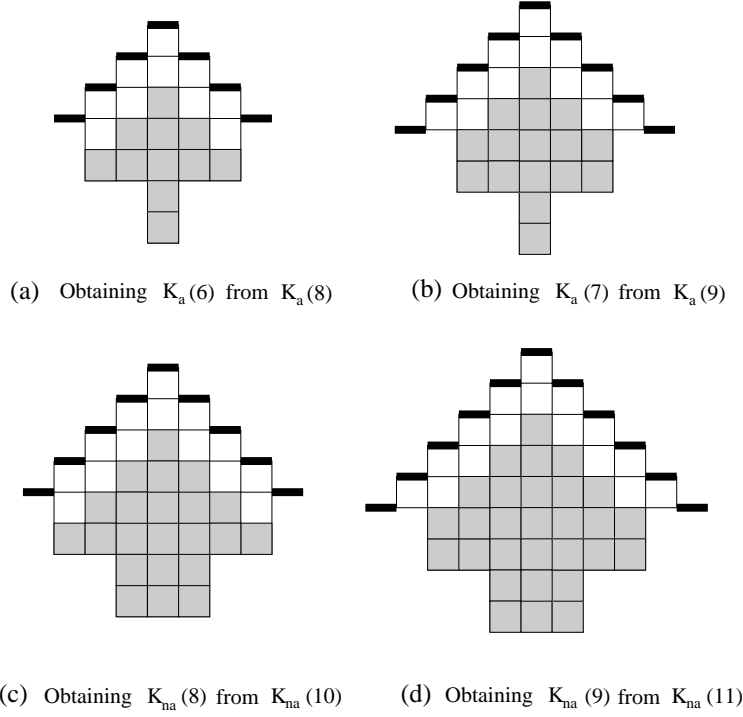 (a) Obtaining K_a(6) from K_a(8)
(b) Obtaining K_a(7) from K_a(9)
(c) Obtaining K_na(8) from K_na(10)
(d) Obtaining K_na(9) from K_na(11)